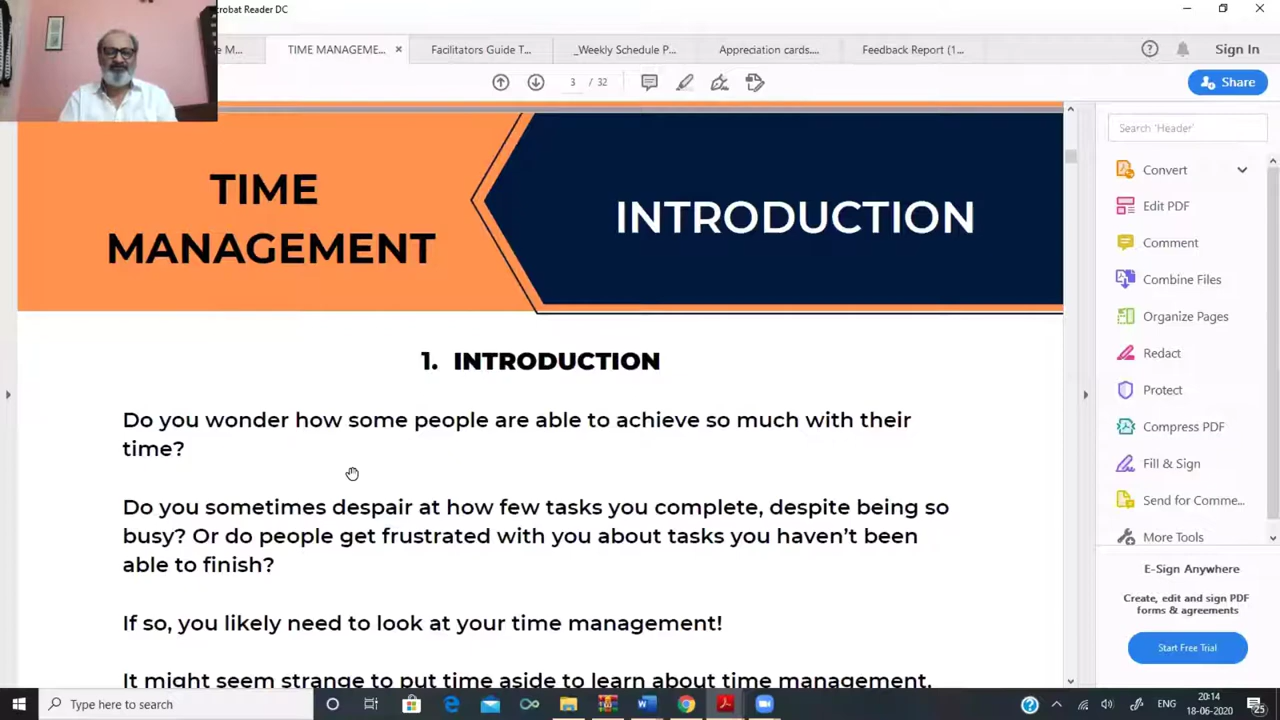 crobat Reader DC
e M...
TIME MANAGEME...
Facilitators Guide T...
_Weekly Schedule P...
Appreciation cards....
Feedback Report (1...
Sign In
3 / 32
Share
TIME
MANAGEMENT
INTRODUCTION
Search 'Header'
Convert
Edit PDF
Comment
Combine Files
Organize Pages
Redact
Protect
Compress PDF
Fill & Sign
Send for Comme...
More Tools
E-Sign Anywhere
Create, edit and sign PDF
forms & agreements
Start Free Trial
1. INTRODUCTION
Do you wonder how some people are able to achieve so much with their
time?
Do you sometimes despair at how few tasks you complete, despite being so
busy? Or do people get frustrated with you about tasks you haven't been
able to finish?
If so, you likely need to look at your time management!
It might seem strange to put time aside to learn about time management,
Type here to search
ENG
20:14
18-06-2020
25